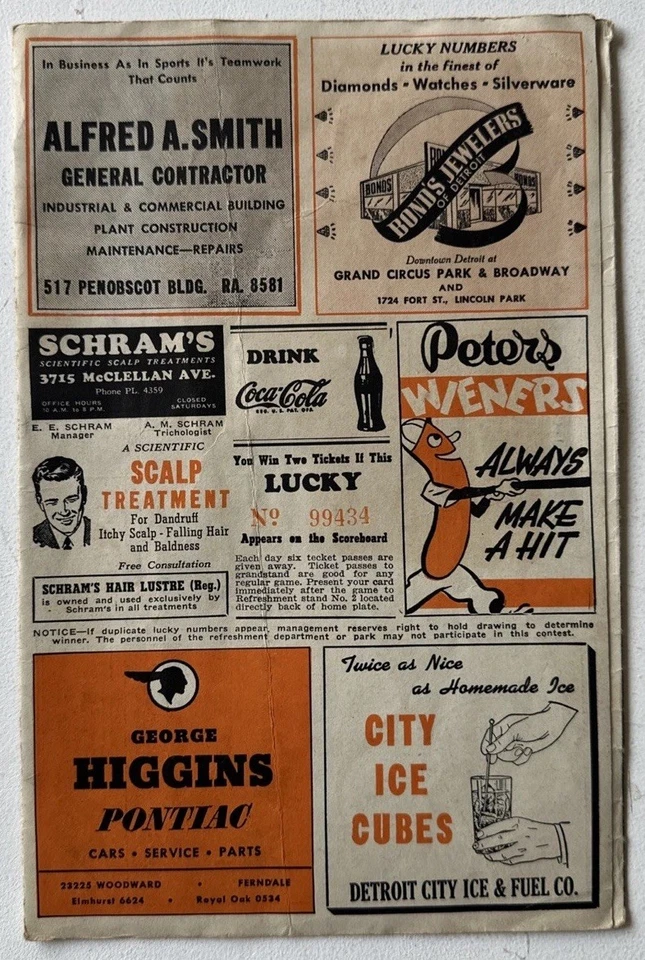 In Business As In Sports It's Teamwork
That Counts
ALFRED A. SMITH
GENERAL CONTRACTOR
INDUSTRIAL & COMMERCIAL BUILDING
PLANT CONSTRUCTION
MAINTENANCE—REPAIRS
517 PENOBSCOT BLDG. RA. 8581
LUCKY NUMBERS
in the finest of
Diamonds - Watches - Silverware
BONDS
BOND'S JEWELERS
OF DETROIT
BONDS
Downtown Detroit at
GRAND CIRCUS PARK & BROADWAY
AND
1724 FORT ST., LINCOLN PARK
SCHRAM'S
SCIENTIFIC SCALP TREATMENTS
3715 McCLELLAN AVE.
Phone PL. 4359
OFFICE HOURS
10 A.M. to 8 P.M.
CLOSED
SATURDAYS
E. E. SCHRAM
Manager
A. M. SCHRAM
Trichologist
A SCIENTIFIC
SCALP
TREATMENT
For Dandruff
Itchy Scalp - Falling Hair
and Baldness
Free Consultation
SCHRAM'S HAIR LUSTRE (Reg.)
is owned and used exclusively by
Schram's in all treatments
DRINK
Coca-Cola
REG. U.S. PAT. OFF.
You Win Two Tickets If This
LUCKY
No 99434
Appears on the Scoreboard
Each day six tecket passes are
given away. Ticket passes to
grandstand are good for any
regular game. Present your card
immediately after the game to
Refreshment stand No. 2 located
directly back of home plate.
Peters
WIENERS
ALWAYS
MAKE
A HIT
NOTICE—If duplicate lucky numbers appear, management reserves right to hold drawing to determine
winner. The personnel of the refreshment department or park may not participate in this contest.
GEORGE
HIGGINS
PONTIAC
CARS • SERVICE • PARTS
23225 WOODWARD • FERNDALE
Elmhurst 6624 • Royal Oak 0534
Twice as Nice
as Homemade Ice
CITY
ICE
CUBES
DETROIT CITY ICE & FUEL CO.